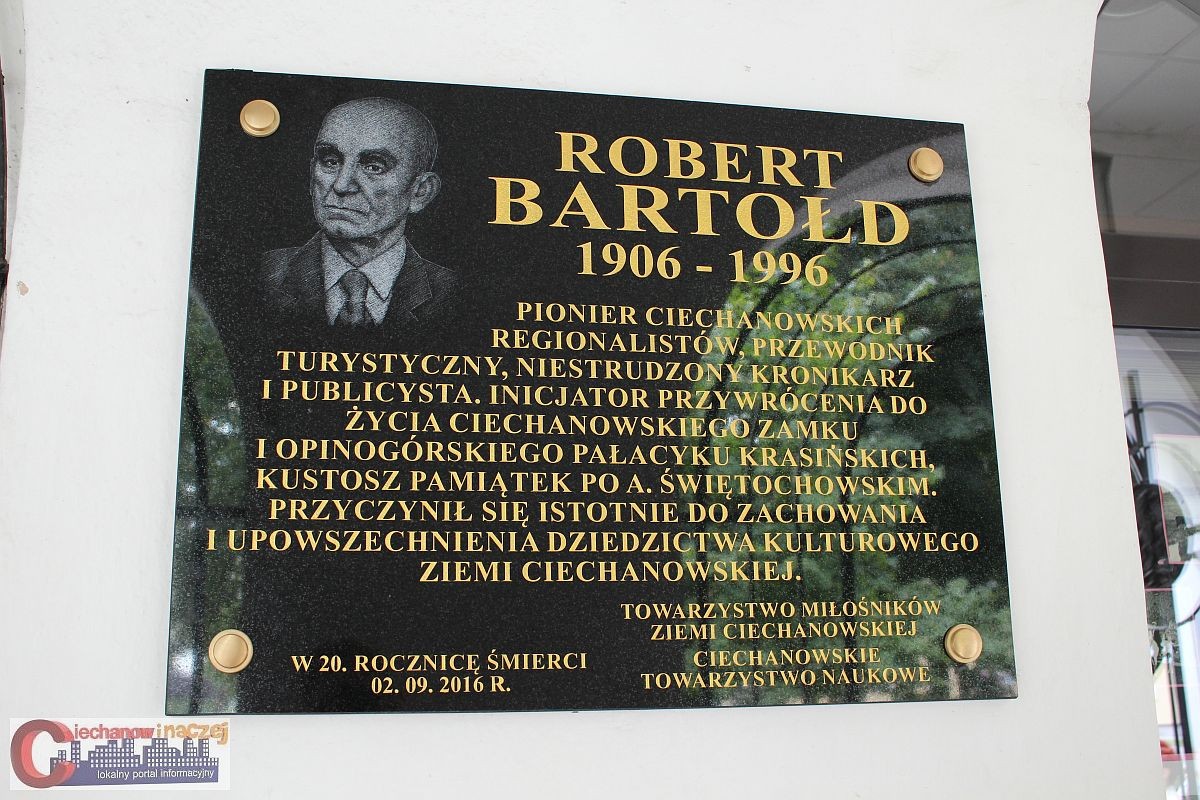 ROBERT
BARTOŁD
1906 - 1996
PIONIER CIECHANOWSKICH
REGIONALISTÓW, PRZEWODNIK
TURYSTYCZNY, NIESTRUDZONY KRONIKARZ
I PUBLICYSTA. INICJATOR PRZYWRÓCENIA DO
ŻYCIA CIECHANOWSKIEGO ZAMKU
I OPINOGÓRSKIEGO PAŁACYKU KRASIŃSKICH,
KUSTOSZ PAMIĄTEK PO A. ŚWIĘTOCHOWSKIM.
PRZYCZYNIŁ SIĘ ISTOTNIE DO ZACHOWANIA
I UPOWSZECHNIENIA DZIEDZICTWA KULTUROWEGO
ZIEMI CIECHANOWSKIEJ.
TOWARZYSTWO MIŁOŚNIKÓW
ZIEMI CIECHANOWSKIEJ
CIECHANOWSKIE
TOWARZYSTWO NAUKOWE
W 20. ROCZNICĘ ŚMIERCI
02. 09. 2016 R.
Ciechanow inaczej
lokalny portal informacyjny